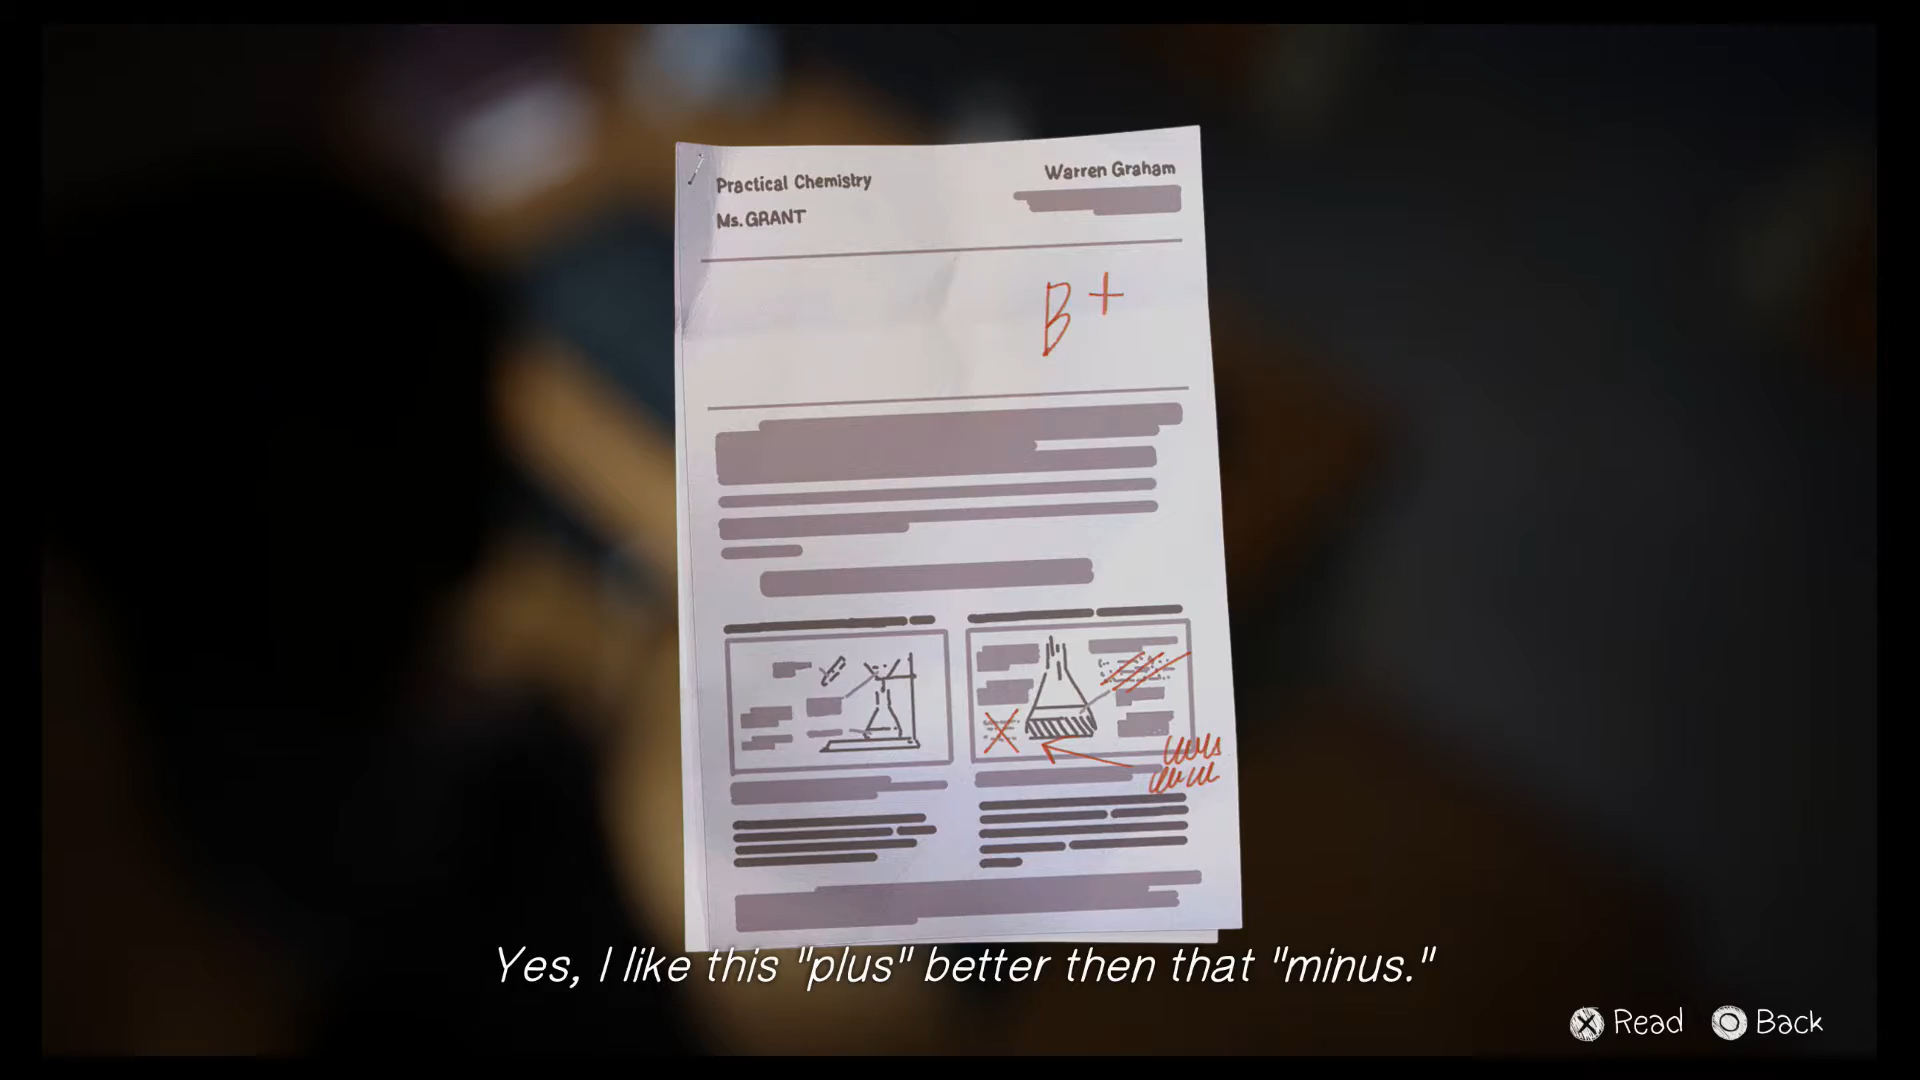 Practical Chemistry
Warren Graham
Ms. GRANT
B+
Yes, I like this "plus" better then that "minus."
Read
Back